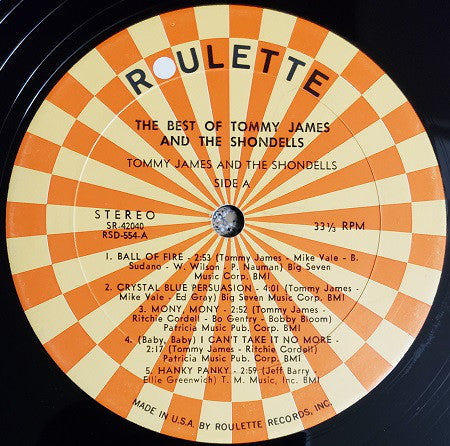 ROULETTE
THE BEST OF TOMMY JAMES
AND THE SHONDELLS
TOMMY JAMES AND THE SHONDELLS
SIDE A
STEREO
SR-42040
RSD-554-A
33⅓ RPM
1. BALL OF FIRE - 2:53 (Tommy James - Mike Vale - B.
Sudano - W. Wilson - P. Nauman) Big Seven
Music Corp. BMI
2. CRYSTAL BLUE PERSUASION - 4:01 (Tommy James -
Mike Vale - Ed Gray) Big Seven Music Corp. BMI
3. MONY, MONY - 2:52 (Tommy James -
Ritchie Cordell - Bo Gentry - Bobby Bloom)
Patricia Music Pub. Corp. BMI
4. (Baby, Baby) I CAN'T TAKE IT NO MORE -
2:17 (Tommy James - Ritchie Cordell)
Patricia Music Pub. Corp. BMI
5. HANKY PANKY - 2:59 (Jeff Barry -
Ellie Greenwich) T. M. Music, Inc. BMI
MADE IN U.S.A. BY ROULETTE RECORDS, INC.